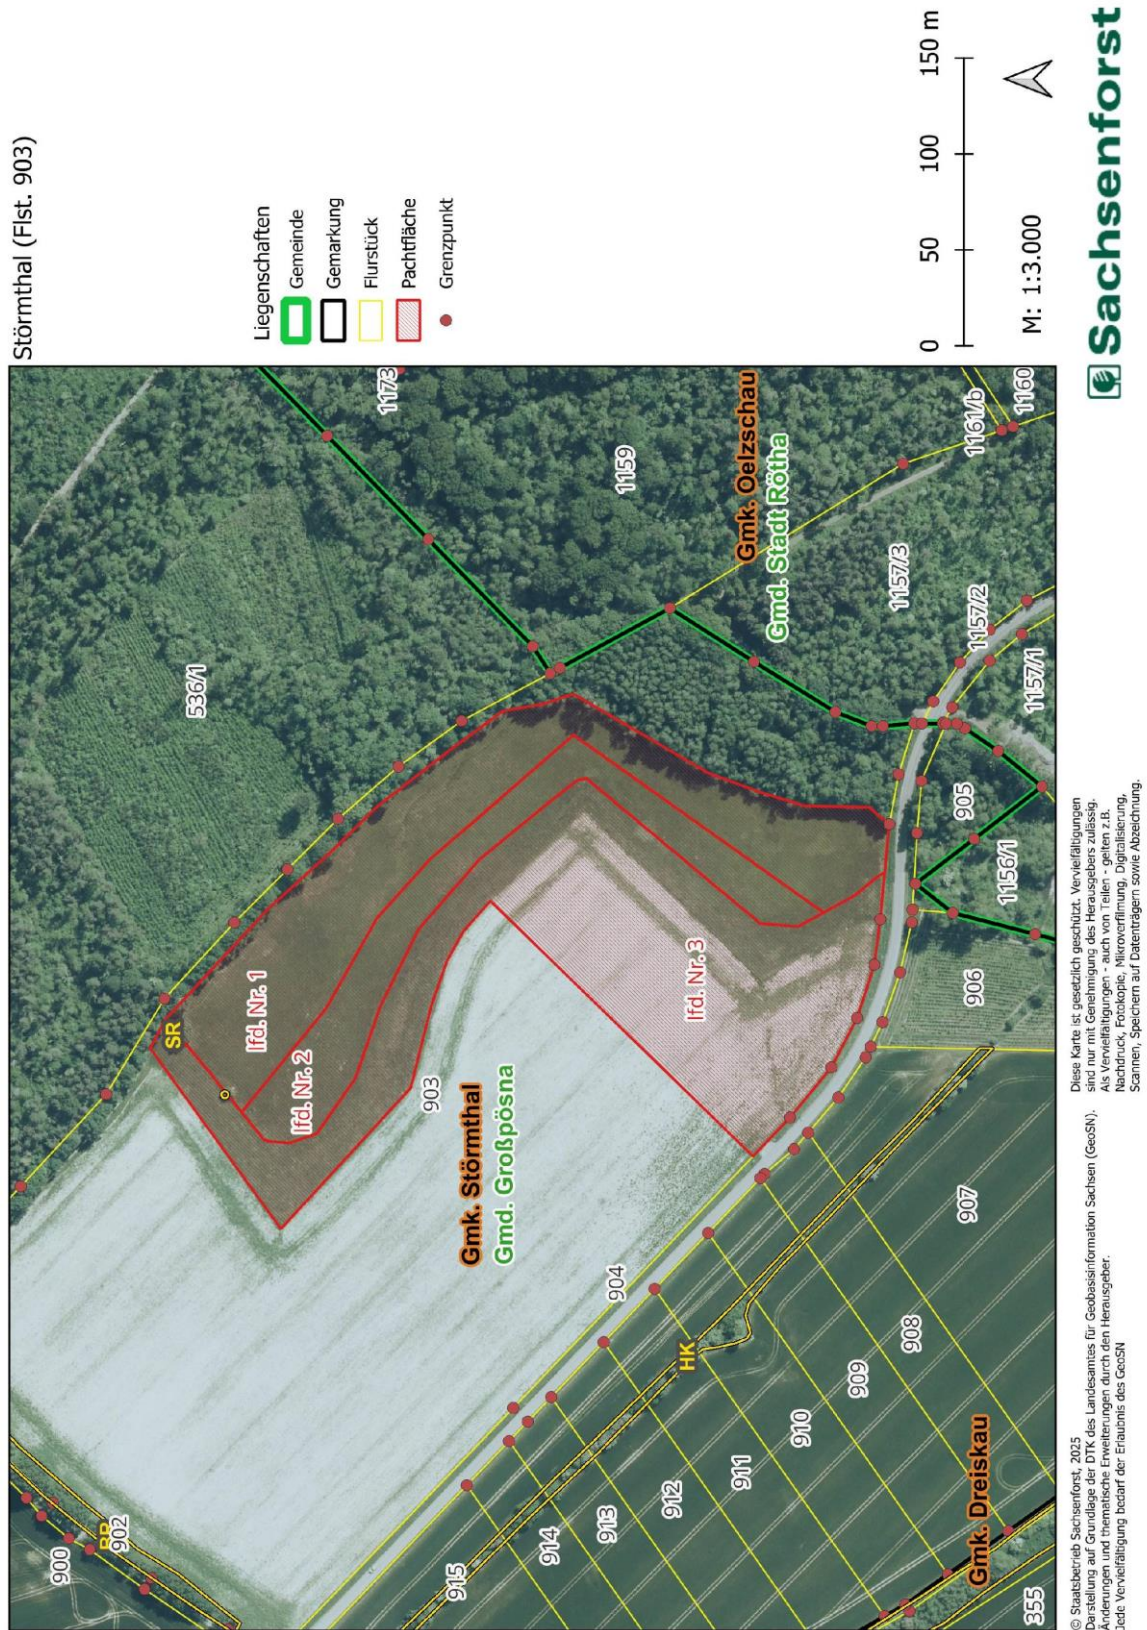 Störmthal (Flst. 903)
Liegenschaften
Gemeinde
Gemarkung
Flurstück
Pachtfläche
Grenzpunkt
0 50 100 150 m
M: 1:3.000
Sachsenforst
900
902
536/1
SR
lfd. Nr. 1
lfd. Nr. 2
903
1173
Gmk. Störmthal
Gmd. Großpösna
915
914
913
912
911
910
909
908
907
904
HK
lfd. Nr. 3
1159
Gmk. Oelzschau
Gmd. Stadt Rötha
1157/3
1161/b
1160
1157/2
1157/1
905
1156/1
906
Gmk. Dreiskau
355
© Staatsbetrieb Sachsenforst, 2025
Darstellung auf Grundlage der DTK des Landesamtes für Geobasisinformation Sachsen (GeoSN).
Änderungen und thematische Erweiterungen durch den Herausgeber.
Jede Vervielfältigung bedarf der Erlaubnis des GeoSN
Diese Karte ist gesetzlich geschützt. Vervielfältigungen
sind nur mit Genehmigung des Herausgebers zulässig.
Als Vervielfältigungen - auch von Teilen - gelten z.B.
Nachdruck, Fotokopie, Mikroverfilmung, Digitalisierung,
Scannen, Speichern auf Datenträgern sowie Abzeichnung.